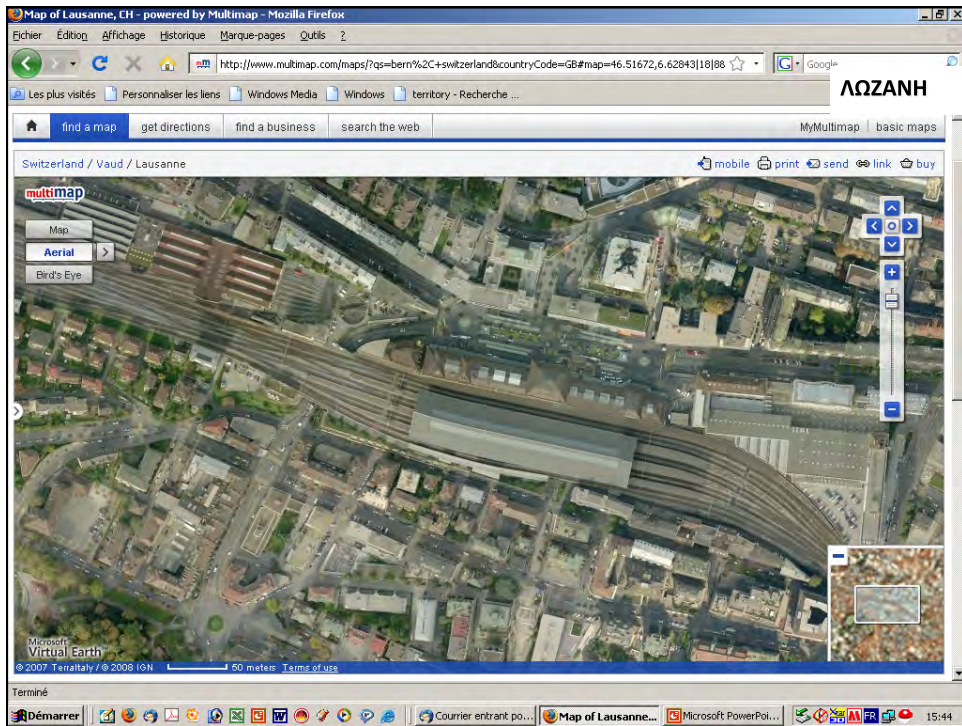 Map of Lausanne, CH - powered by Multimap - Mozilla Firefox
Fichier Édition Affichage Historique Marque-pages Outils ?
http://www.multimap.com/maps/?qs=bern%2C+switzerland&countryCode=GB#map=46.51672,6.62843|18|8 Google
Les plus visités Personnaliser les liens Windows Media Windows territory - Recherche ...
ΛΩΖΑΝΗ
find a map get directions find a business search the web MyMultimap basic maps
Switzerland / Vaud / Lausanne mobile print send link buy
multimap
Map
Aerial
Bird's Eye
Microsoft
Virtual Earth
© 2007 TerraItaly / © 2008 IGN 50 meters Terms of use
Terminé
Démarrer Courrier entrant po... Map of Lausanne... Microsoft PowerPoi... FR 15:44